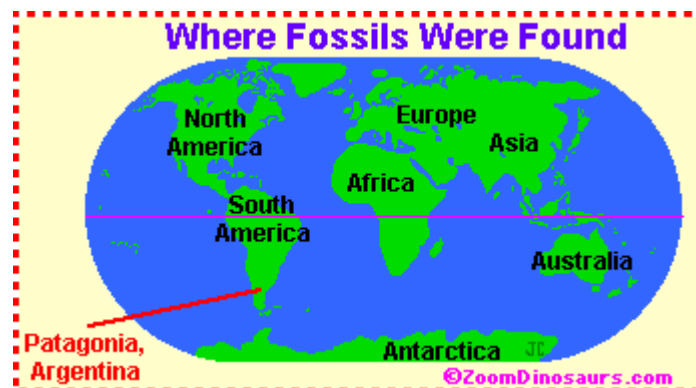 Where Fossils Were Found
North
America
Europe
Asia
Africa
South
America
Australia
Patagonia,
Argentina
Antarctica
JC
©ZoomDinosaurs.com